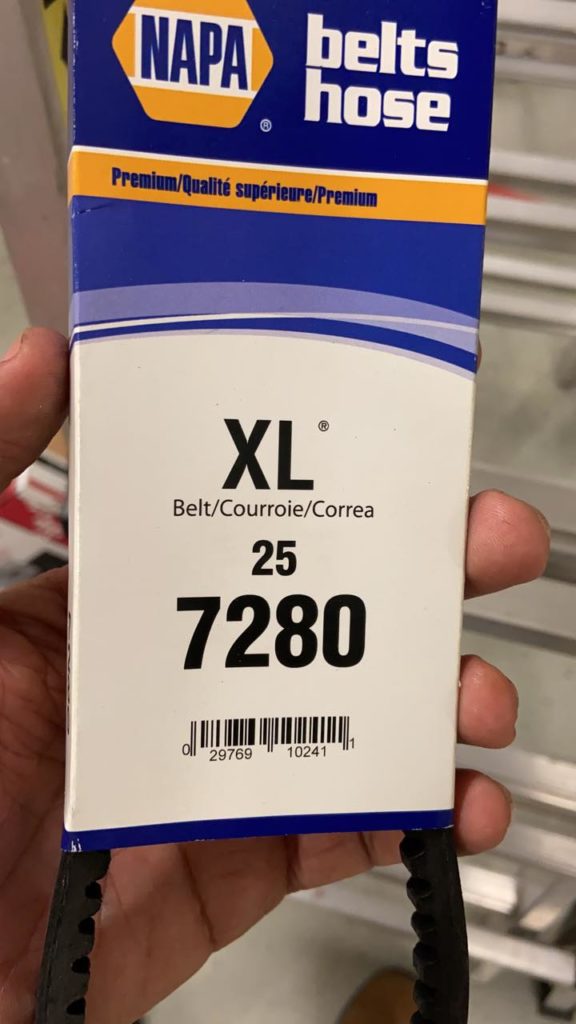 NAPA
®
belts
hose
Premium/Qualité supérieure/Premium
XL®
Belt/Courroie/Correa
25
7280
0 29769 10241 1